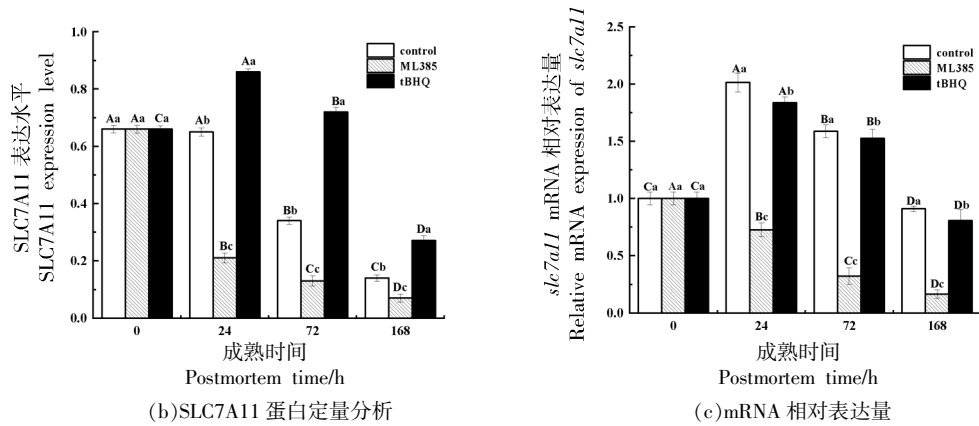 SLC7A11 表达水平
SLC7A11 expression level
1.0
0.8
0.6
0.4
0.2
0.0
control
ML385
tBHQ
Aa Aa Ca
Ab Bc Aa
Bb Cc Ba
Cb Dc Da
0 24 72 168
成熟时间
Postmortem time/h
(b)SLC7A11 蛋白定量分析
slc7a11 mRNA 相对表达量
Relative mRNA expression of slc7a11
2.5
2.0
1.5
1.0
0.5
0.0
control
ML385
tBHQ
Ca Aa Ca
Aa Bc Ab
Ba Cc Bb
Da Dc Db
0 24 72 168
成熟时间
Postmortem time/h
(c)mRNA 相对表达量